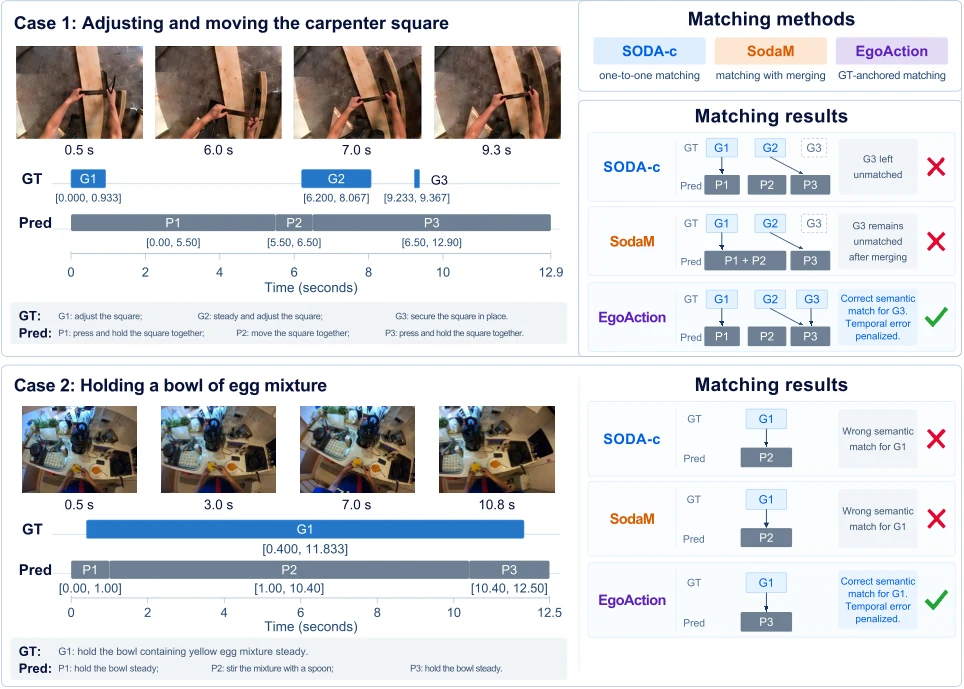 Case 1: Adjusting and moving the carpenter square
0.5 s 6.0 s 7.0 s 9.3 s
GT G1 G2 G3
[0.000, 0.933] [6.200, 8.067] [9.233, 9.367]
Pred P1 P2 P3
[0.00, 5.50] [5.50, 6.50] [6.50, 12.90]
0 2 4 6 8 10 12.9
Time (seconds)
GT: G1: adjust the square; G2: steady and adjust the square; G3: secure the square in place.
Pred: P1: press and hold the square together; P2: move the square together; P3: press and hold the square together.
Matching methods
SODA-c SodaM EgoAction
one-to-one matching matching with merging GT-anchored matching
Matching results
SODA-c
GT G1 G2 G3
Pred P1 P2 P3
G3 left
unmatched
SodaM
GT G1 G2 G3
Pred P1 + P2 P3
G3 remains
unmatched
after merging
EgoAction
GT G1 G2 G3
Pred P1 P2 P3
Correct semantic
match for G3.
Temporal error
penalized.
Case 2: Holding a bowl of egg mixture
0.5 s 3.0 s 7.0 s 10.8 s
GT G1
[0.400, 11.833]
Pred P1 P2 P3
[0.00, 1.00] [1.00, 10.40] [10.40, 12.50]
0 2 4 6 8 10 12.5
Time (seconds)
GT: G1: hold the bowl containing yellow egg mixture steady.
Pred: P1: hold the bowl steady; P2: stir the mixture with a spoon; P3: hold the bowl steady.
Matching results
SODA-c
GT G1
Pred P2
Wrong semantic
match for G1
SodaM
GT G1
Pred P2
Wrong semantic
match for G1
EgoAction
GT G1
Pred P3
Correct semantic
match for G1.
Temporal error
penalized.